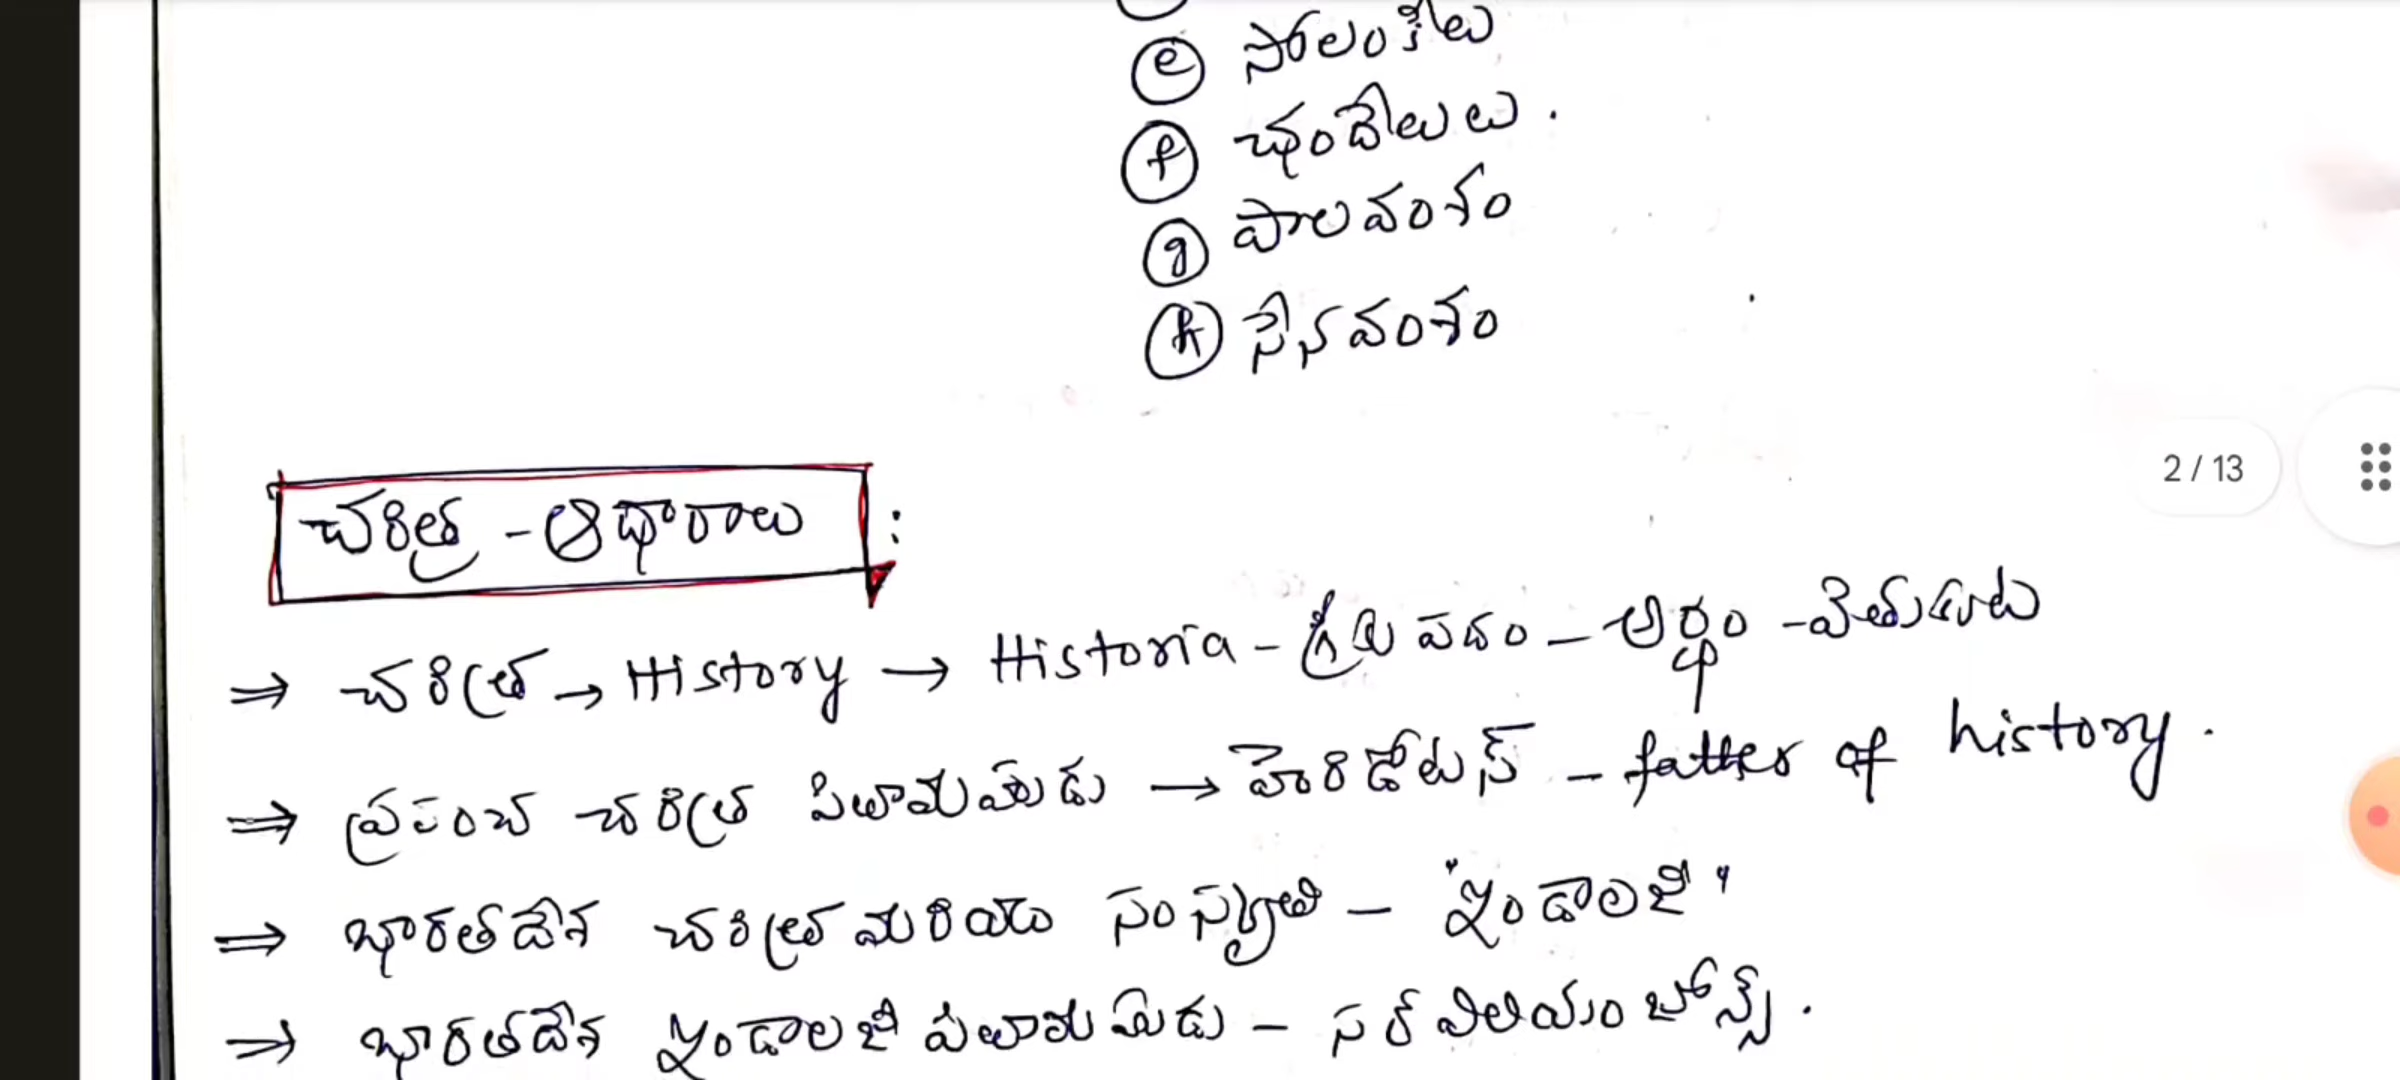 ⓔ సోలంకీలు
ⓕ ఛందేలులు.
ⓖ పాలవంశం
ⓗ సేనవంశం
2 / 13
చరిత్ర - ఆధారాలు :
⇒ చరిత్ర → History → Historia - గ్రీకు పదం - అర్థం - వెతుకుట
⇒ ప్రపంచ చరిత్ర పితామహుడు → హెరిడోటస్ - father of history.
⇒ భారతదేశ చరిత్ర మరియు సంస్కృతి - "ఇండాలజీ"
⇒ భారతదేశ ఇండాలజీ పితామహుడు - సర్ విలియం జోన్స్.